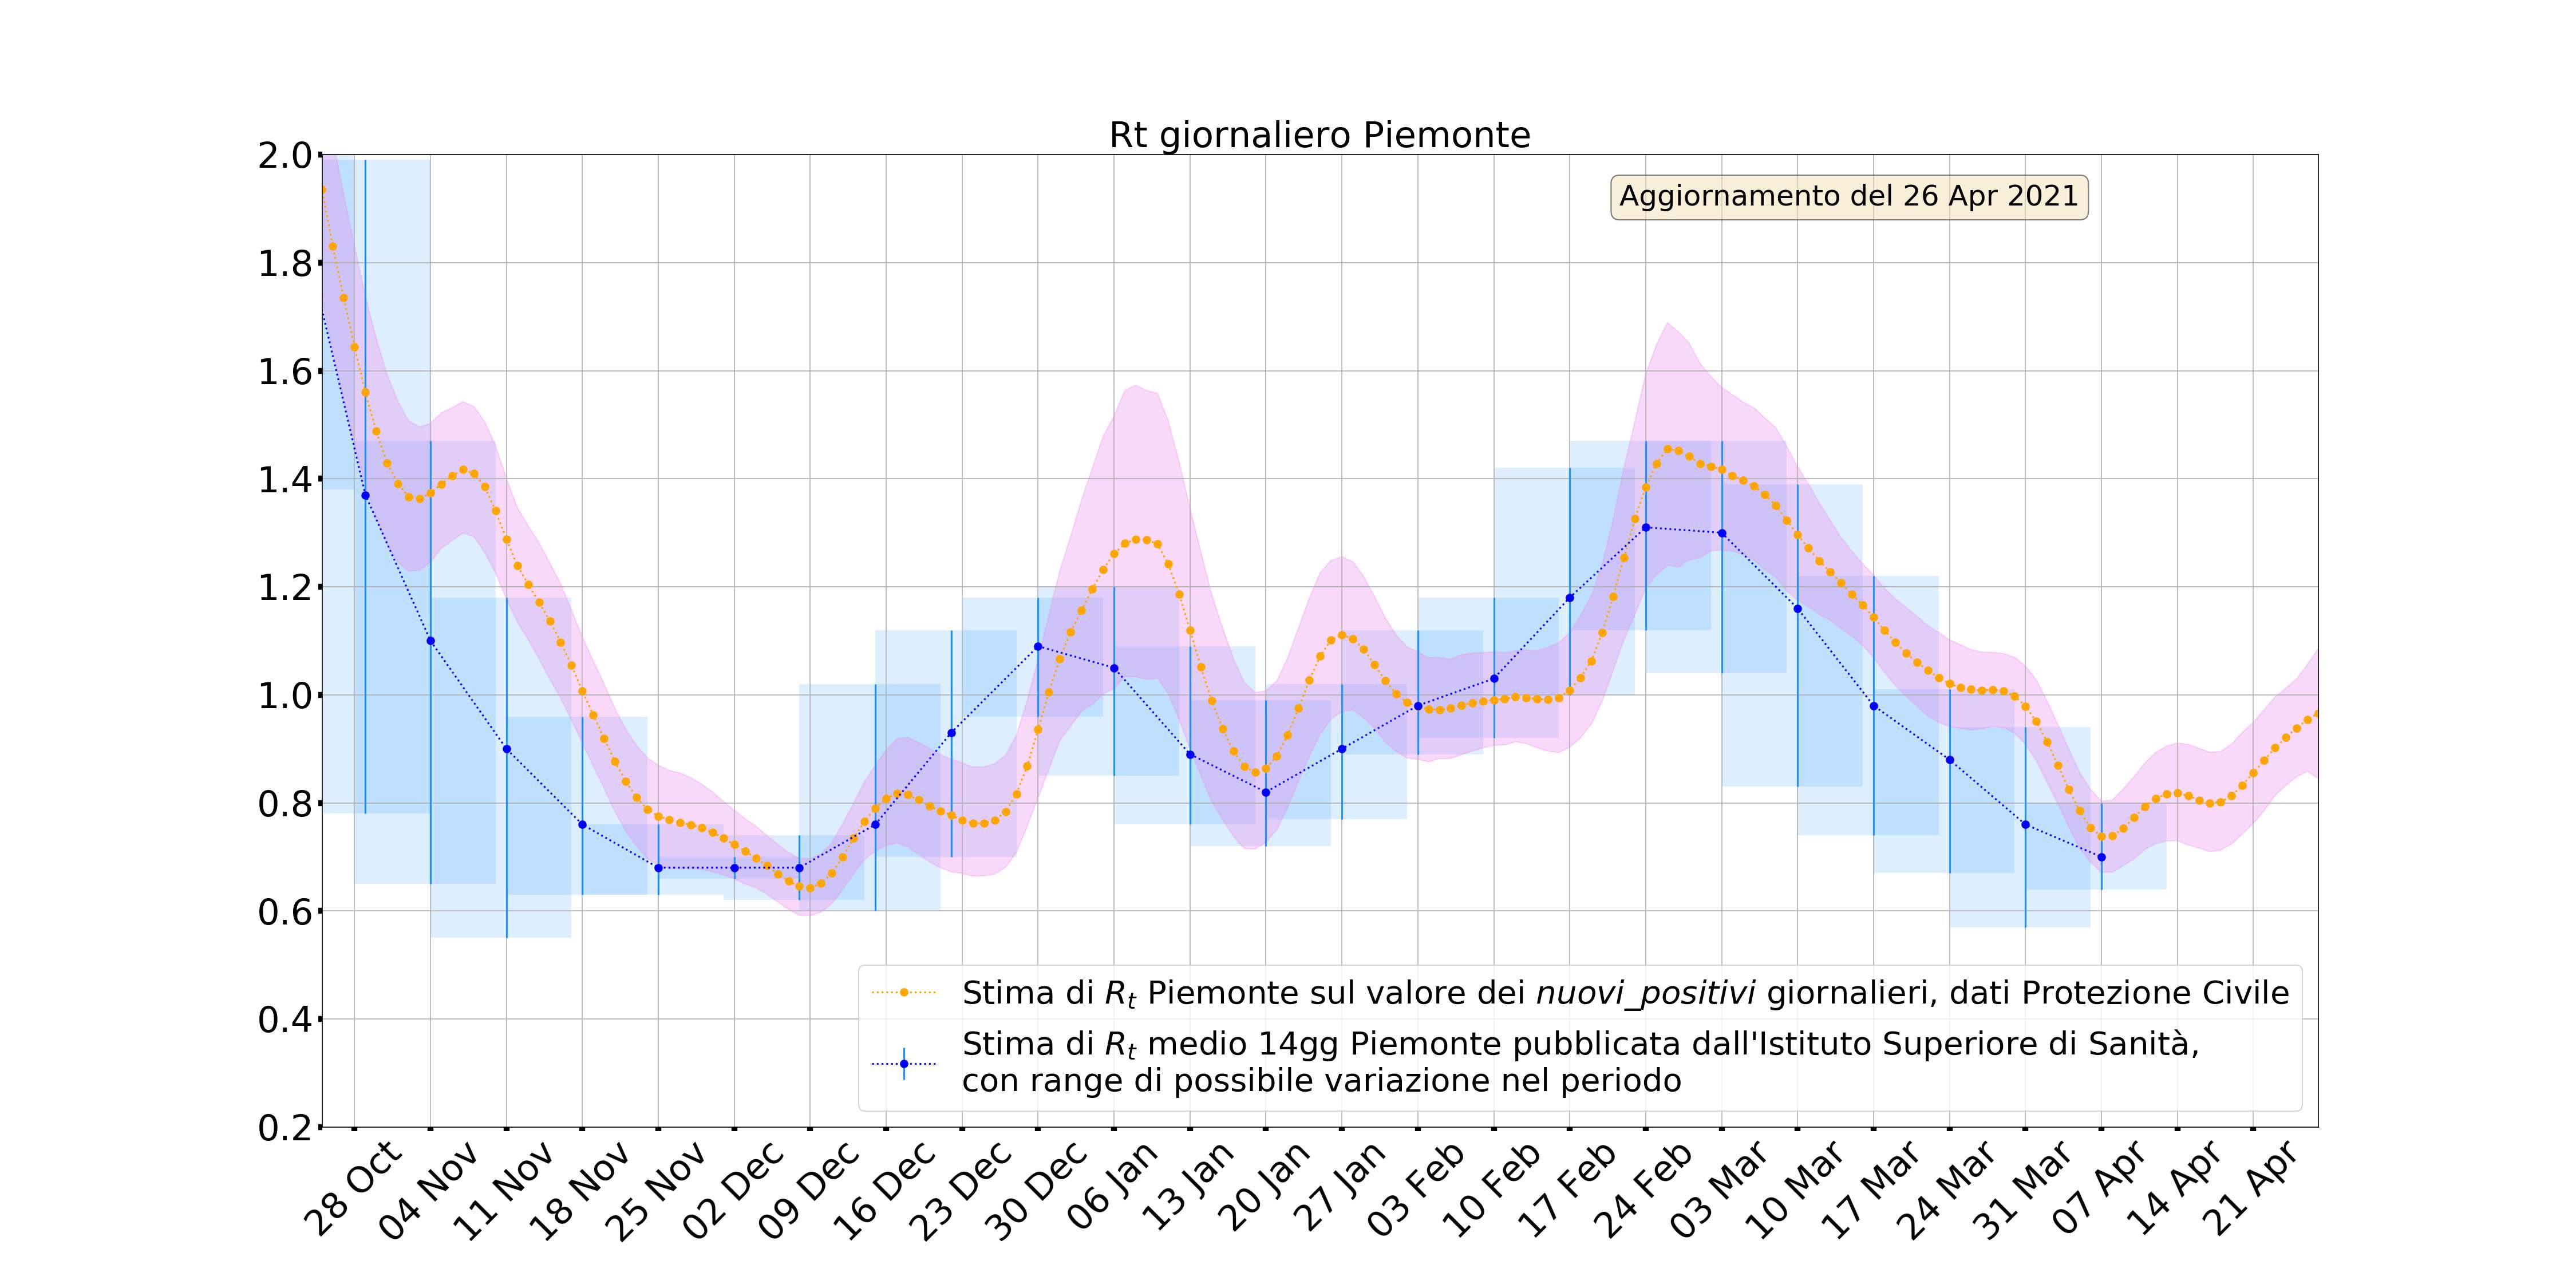 Rt giornaliero Piemonte
Aggiornamento del 26 Apr 2021
2.0
1.8
1.6
1.4
1.2
1.0
0.8
0.6
0.4
0.2
Stima di Rt Piemonte sul valore dei nuovi_positivi giornalieri, dati Protezione Civile
Stima di Rt medio 14gg Piemonte pubblicata dall'Istituto Superiore di Sanità,
con range di possibile variazione nel periodo
28 Oct
04 Nov
11 Nov
18 Nov
25 Nov
02 Dec
09 Dec
16 Dec
23 Dec
30 Dec
06 Jan
13 Jan
20 Jan
27 Jan
03 Feb
10 Feb
17 Feb
24 Feb
03 Mar
10 Mar
17 Mar
24 Mar
31 Mar
07 Apr
14 Apr
21 Apr